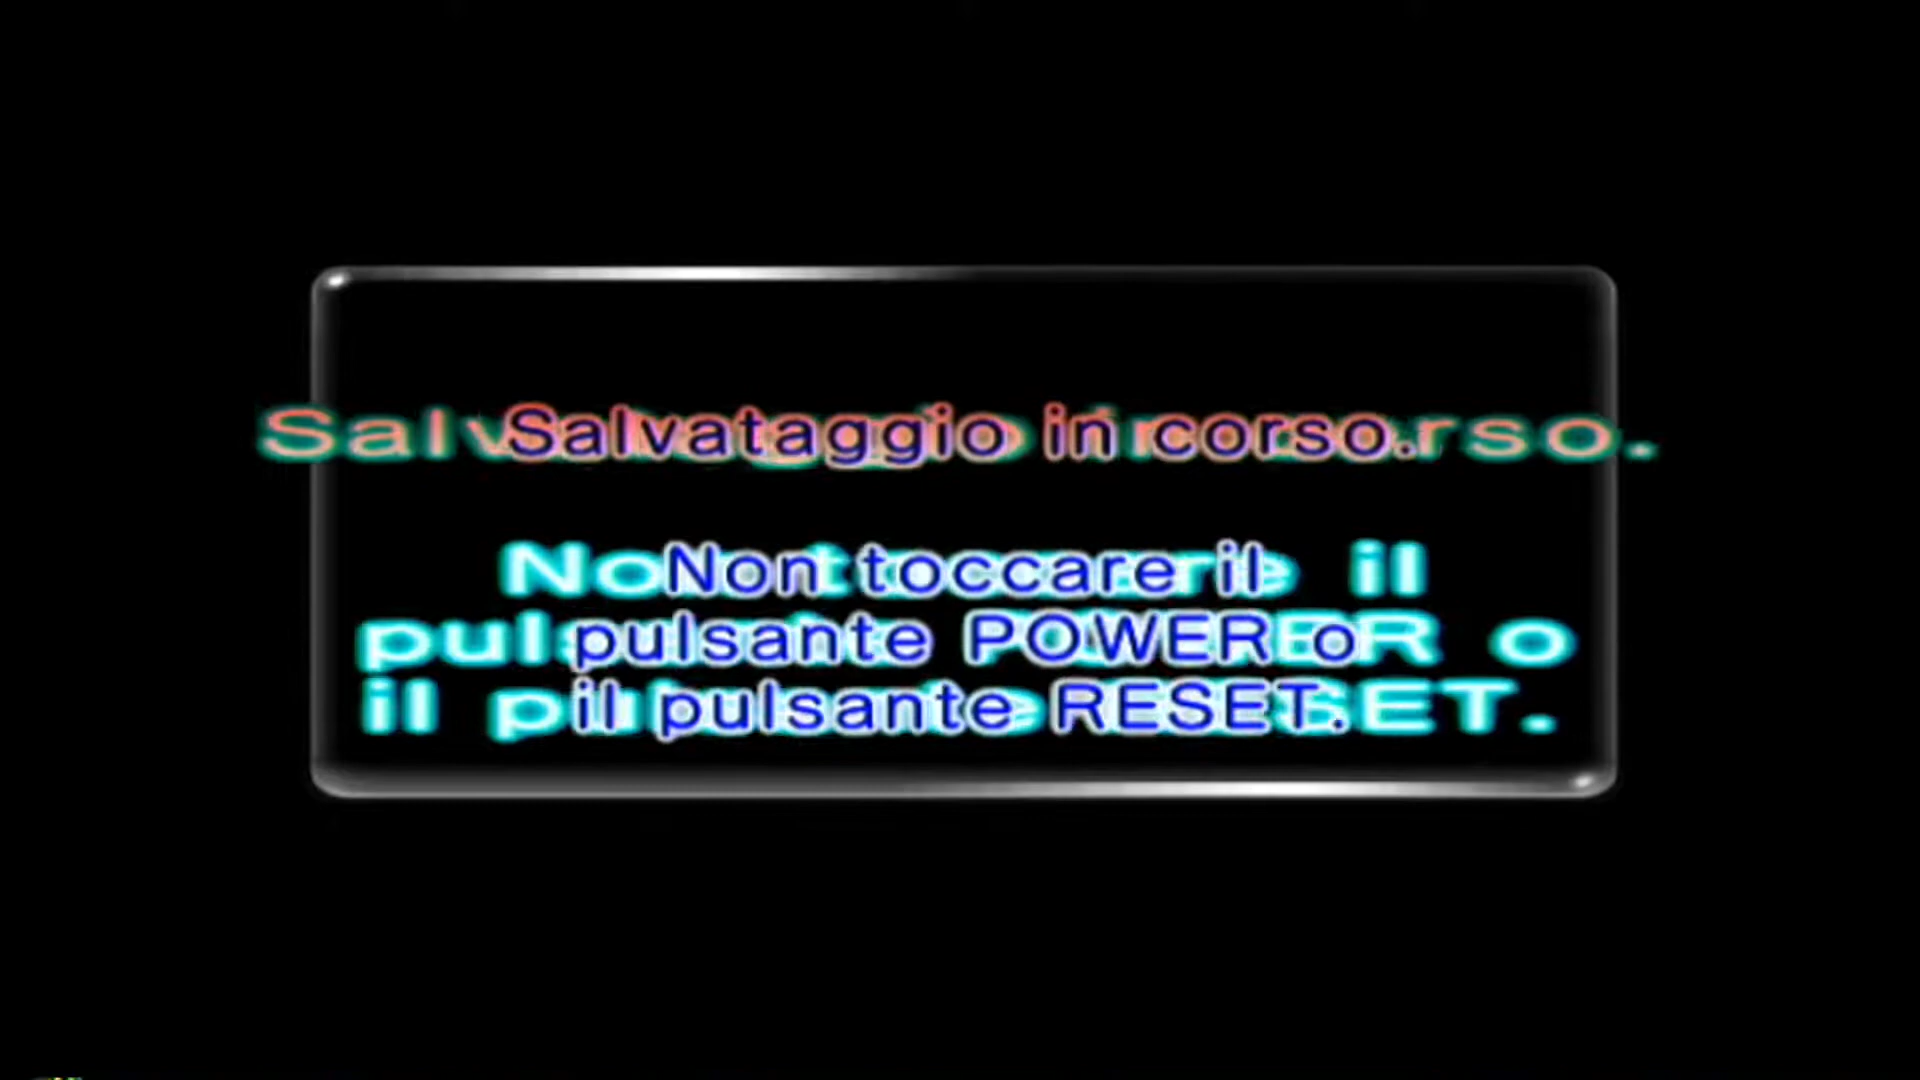 Salvataggio in corso.
Non toccare il
pulsante POWER o
il pulsante RESET.